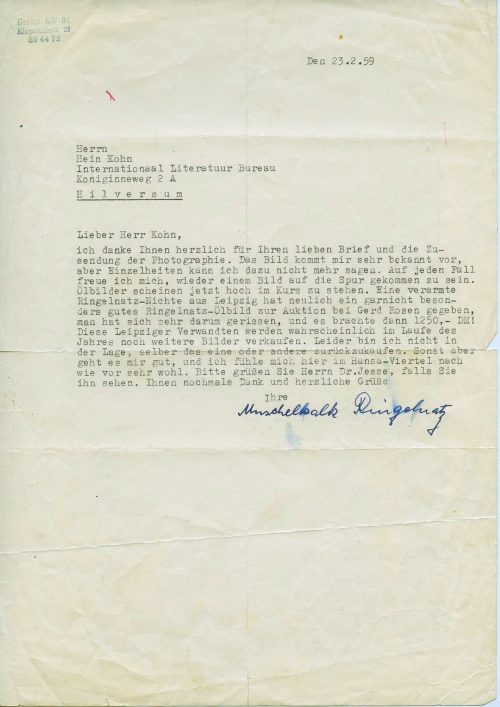 Berlin NW 87
Klopstockstr. 27
39 44 72
Den 23.2.59
Herrn
Hein Kohn
Internationaal Literatuur Bureau
Koniginneweg 2 A
Hilversum
Lieber Herr Kohn,
ich danke Ihnen herzlich für Ihren lieben Brief und die Zu-
sendung der Photographie. Das Bild kommt mir sehr bekannt vor,
aber Einzelheiten kann ich dazu nicht mehr sagen. Auf jeden Fall
freue ich mich, wieder einem Bild auf die Spur gekommen zu sein.
Ölbilder scheinen jetzt hoch im Kurs zu stehen. Eine verarmte
Ringelnatz-Nichte aus Leipzig hat neulich ein garnicht beson-
ders gutes Ringelnatz-Ölbild zur Auktion bei Gerd Rosen gegeben,
man hat sich sehr darum gerissen, und es brachte dann 1250,- DM!
Diese Leipziger Verwandten werden wahrscheinlich im Laufe des
Jahres noch weitere Bilder verkaufen. Leider bin ich nicht in
der Lage, selber das eine oder andere zurückzukaufen. Sonst aber
geht es mir gut, und ich fühle mich hier im Hansa-Viertel nach
wie vor sehr wohl. Bitte grüßen Sie Herrn Dr.Jesse, falls Sie
ihn sehen. Ihnen nochmals Dank und herzliche Grüße
Ihre
Muschelkalk Ringelnatz